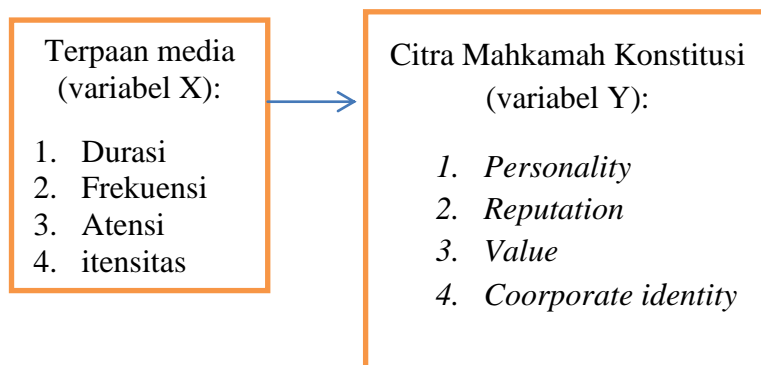 Terpaan media
(variabel X):
1. Durasi
2. Frekuensi
3. Atensi
4. itensitas
Citra Mahkamah Konstitusi
(variabel Y):
1. Personality
2. Reputation
3. Value
4. Coorporate identity